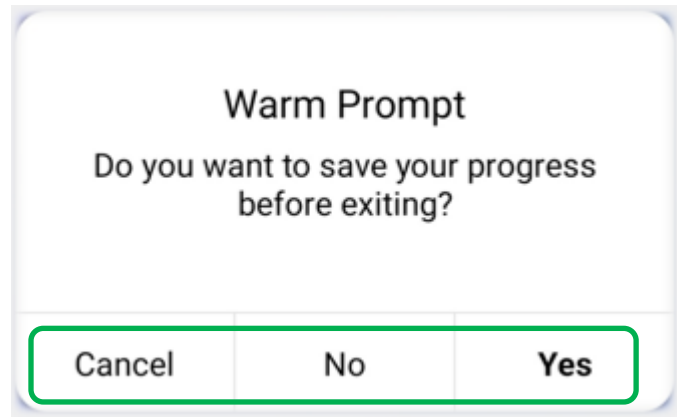 Warm Prompt
Do you want to save your progress
before exiting?
Cancel No Yes